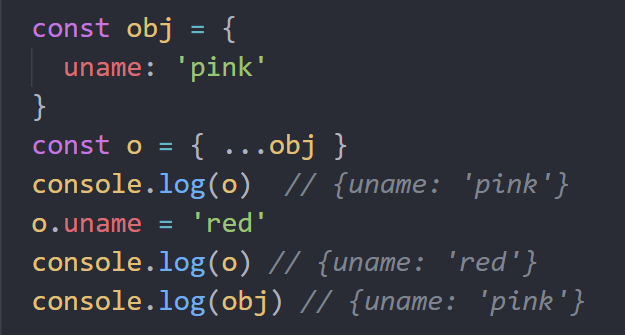 const obj = {
  uname: 'pink'
}
const o = { ...obj }
console.log(o)  // {uname: 'pink'}
o.uname = 'red'
console.log(o) // {uname: 'red'}
console.log(obj) // {uname: 'pink'}